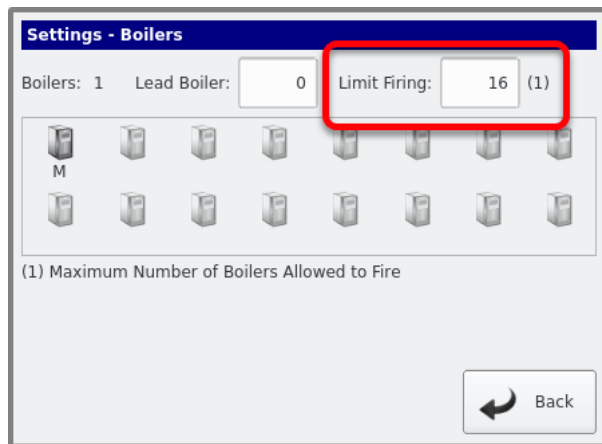 Settings - Boilers
Boilers: 1 Lead Boiler: 0 Limit Firing: 16 (1)
M
(1) Maximum Number of Boilers Allowed to Fire
Back